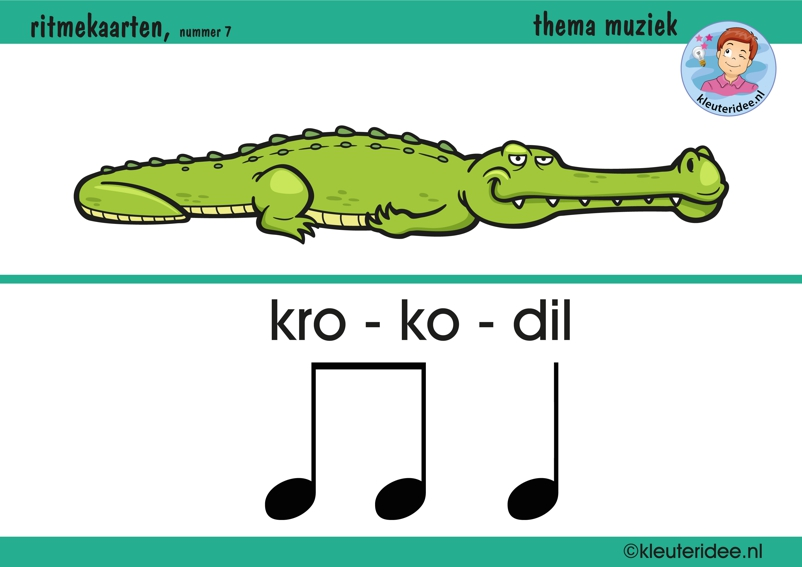 ritmekaarten, nummer 7
thema muziek
kleuteridee.nl
kro - ko - dil
©kleuteridee.nl